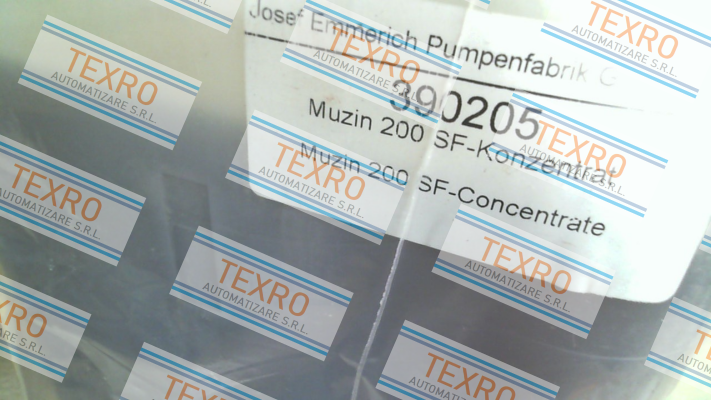 Josef Emmerich Pumpenfabrik G
390205
Muzin 200 SF-Konzentrat
Muzin 200 SF-Concentrate
TEXRO
AUTOMATIZARE S.R.L.